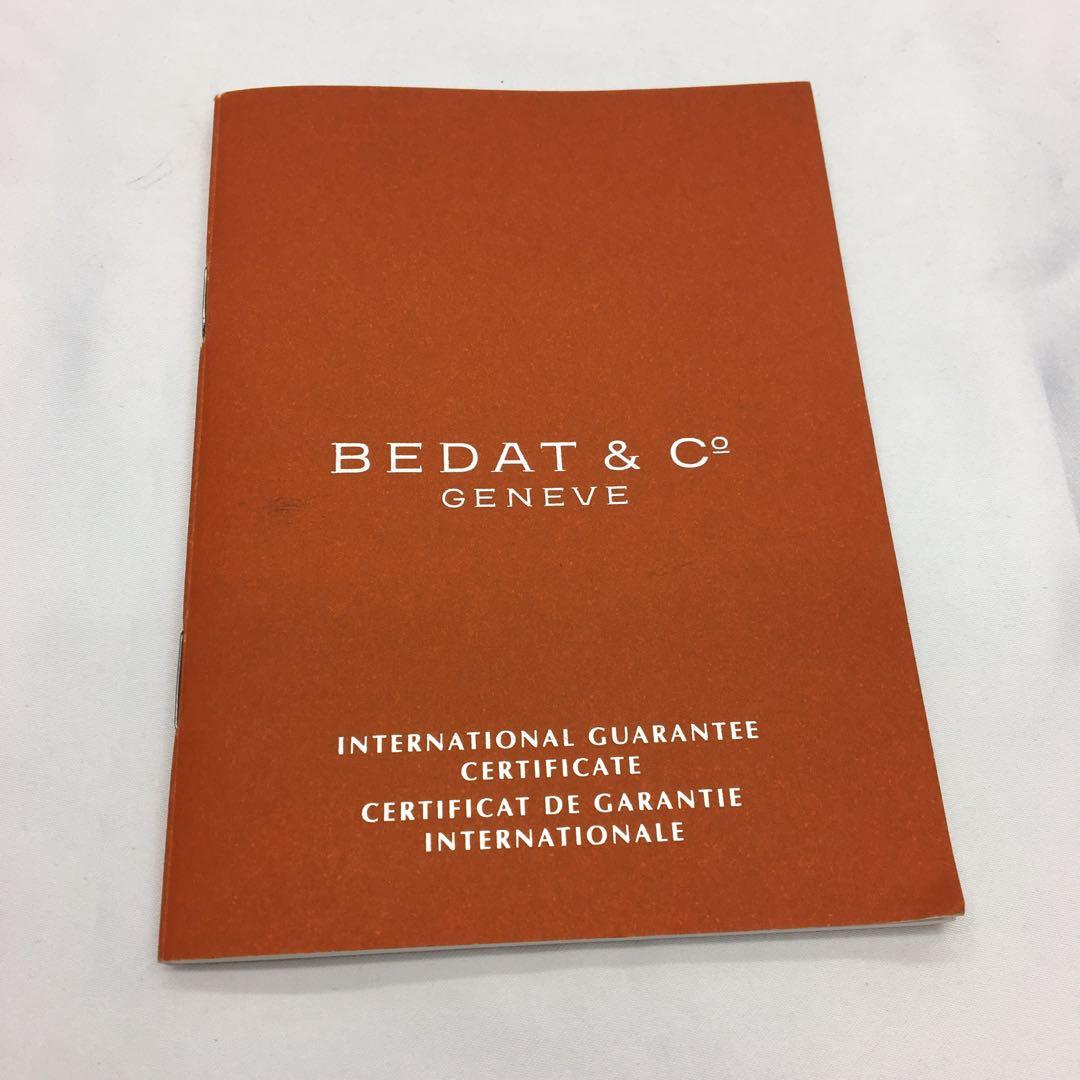 BEDAT & Cº
GENEVE
INTERNATIONAL GUARANTEE
CERTIFICATE
CERTIFICAT DE GARANTIE
INTERNATIONALE